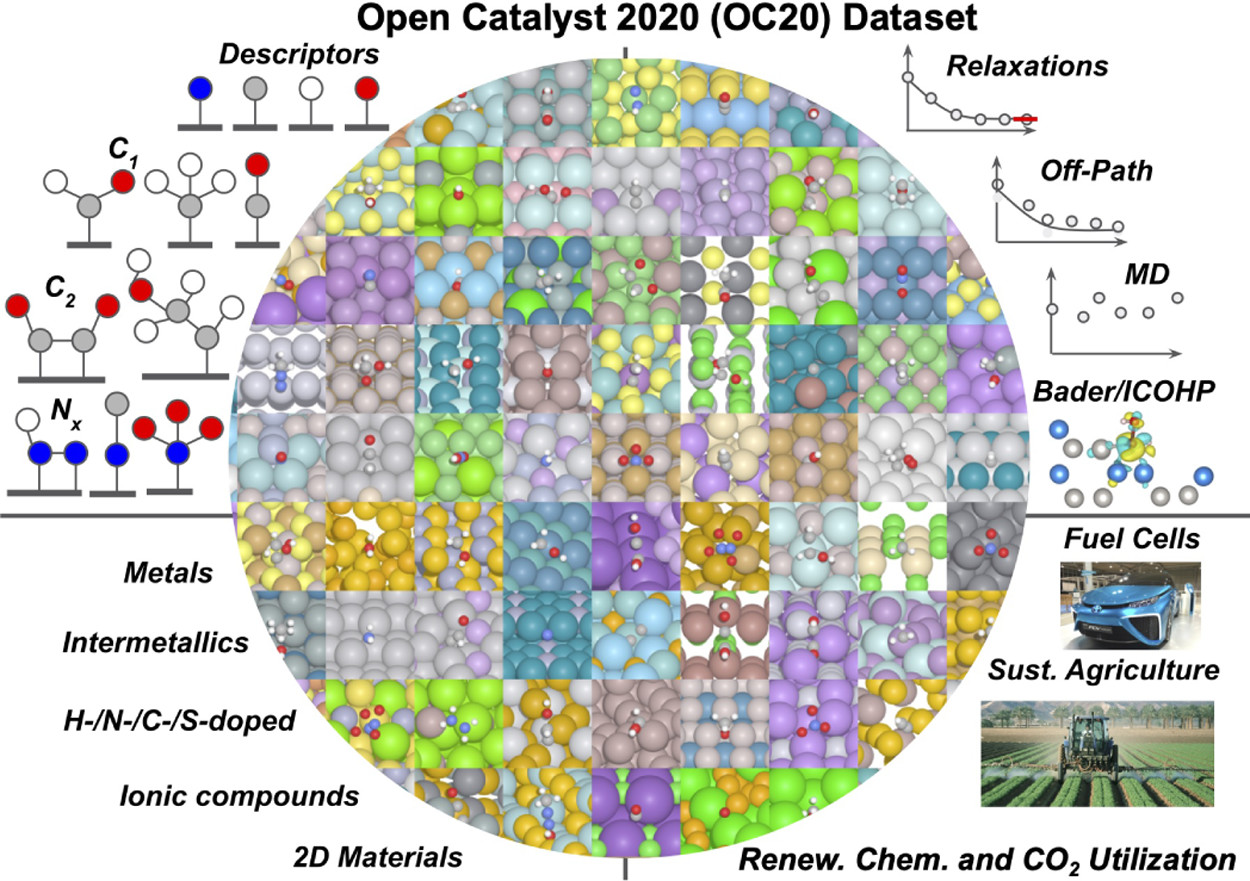 Open Catalyst 2020 (OC20) Dataset
Descriptors
C1
C2
Nx
Relaxations
Off-Path
MD
Bader/ICOHP
Metals
Intermetallics
H-/N-/C-/S-doped
Ionic compounds
2D Materials
Fuel Cells
Sust. Agriculture
Renew. Chem. and CO2 Utilization